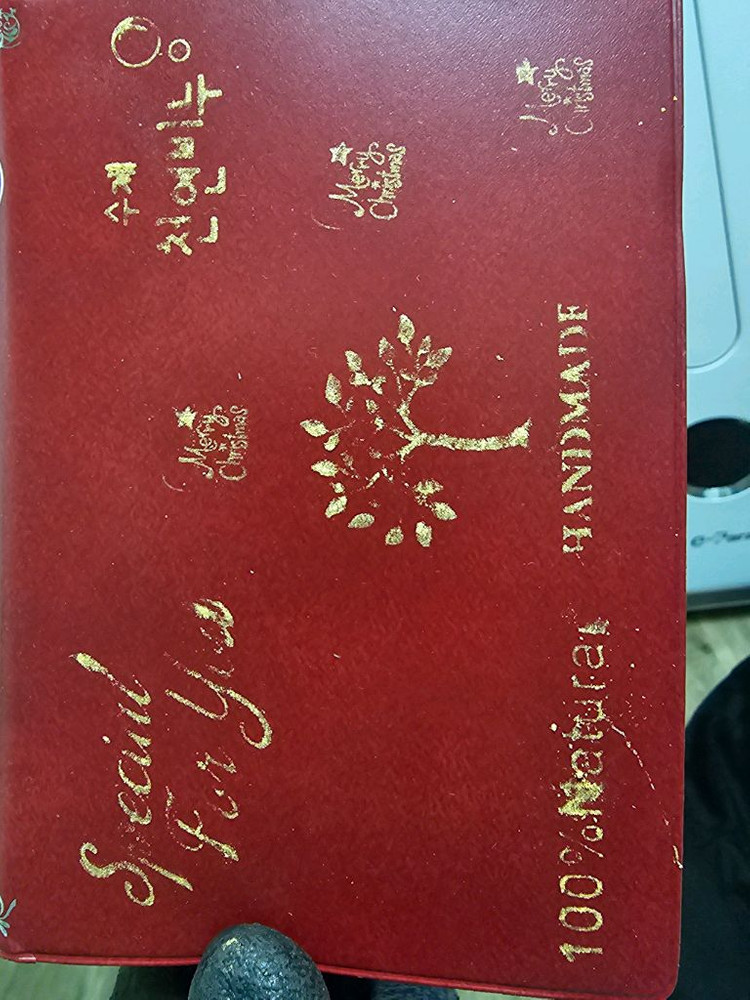 Special
For You
수제
천연비누
Merry
Christmas
Merry
Christmas
Merry
Christmas
100%Natural
HANDMADE